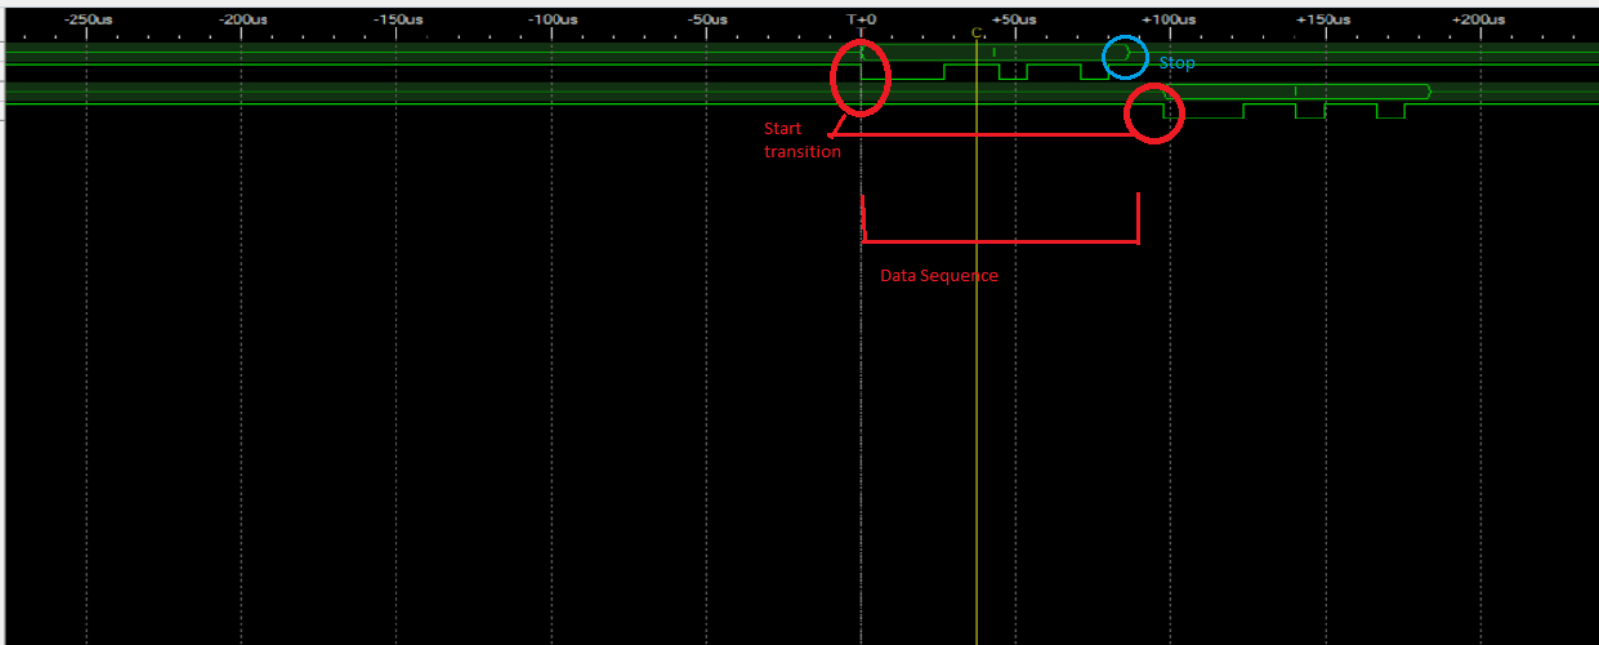 -250us -200us -150us -100us -50us T+0 +50us +100us +150us +200us
C
Stop
Start
transition
Data Sequence